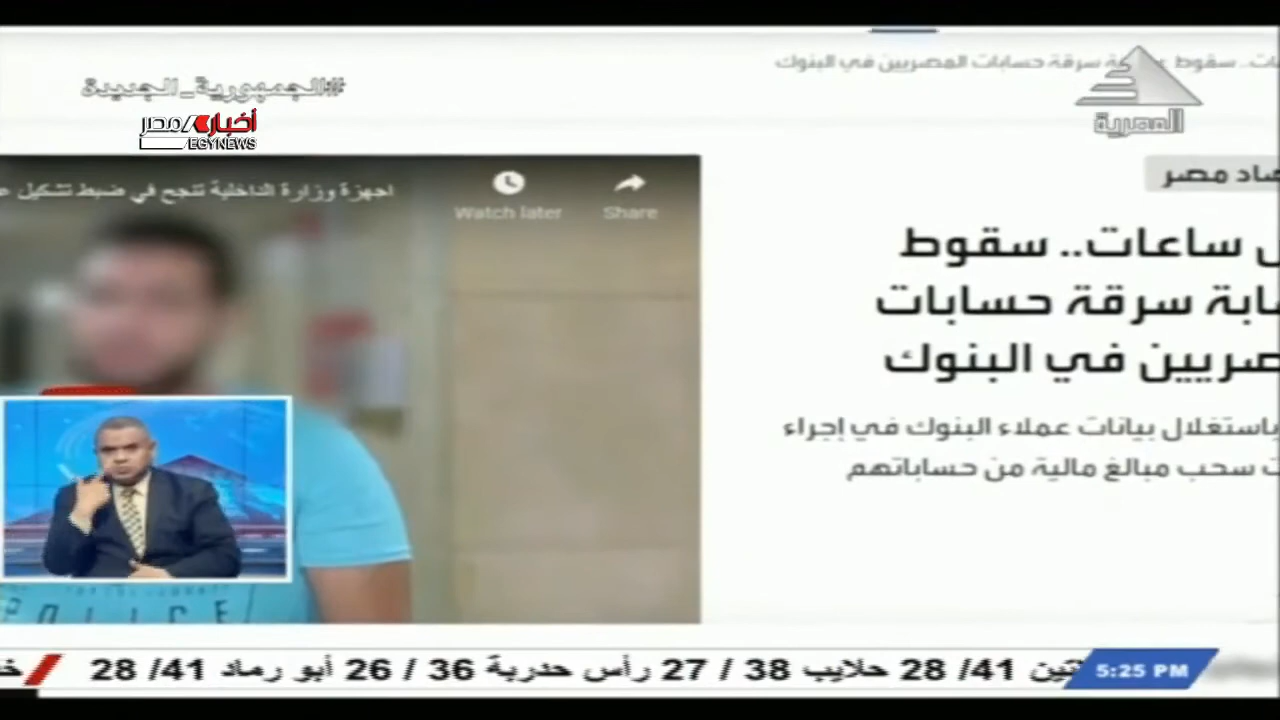 سقوط
سرقة حسابات المصريين في البنوك
#الجمهورية_الجديدة
المصرية
أخبار/مصر
EGYNEWS
مصر
اجهزة وزارة الداخلية تنجح في ضبط تشكيل
Watch later
Share
ساعات.. سقوط
سرقة حسابات
في البنوك
باستغلال بيانات عملاء البنوك في إجراء
سحب مبالغ مالية من حساباتهم
POLICE
41/ 28 حلايب 38 / 27 رأس حدربة 36 / 26 أبو رماد 41/ 28
5:25 PM